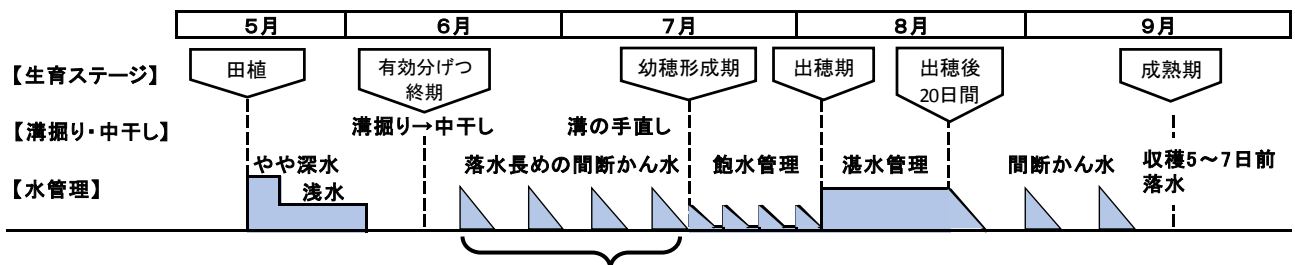 5月 6月 7月 8月 9月
【生育ステージ】
田植
有効分げつ
終期
幼穂形成期
出穂期
出穂後
20日間
成熟期
【溝掘り・中干し】
溝掘り→中干し
溝の手直し
【水管理】
やや深水
浅水
落水長めの間断かん水
飽水管理
湛水管理
間断かん水
収穫5～7日前
落水